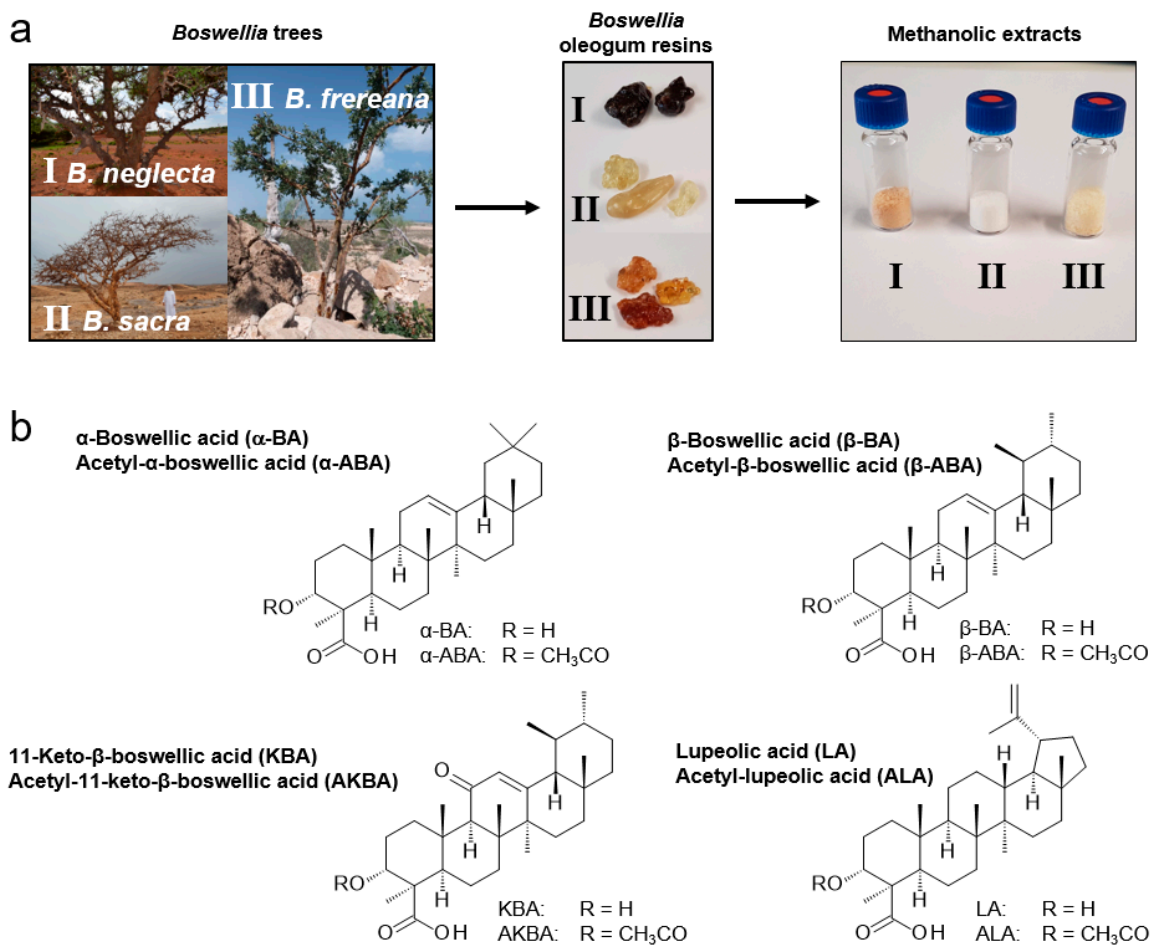 a
Boswellia trees
Boswellia
oleogum resins
Methanolic extracts
I B. neglecta
II B. sacra
III B. frereana
I
II
III
I
II
III
b
α-Boswellic acid (α-BA)
Acetyl-α-boswellic acid (α-ABA)
H
H
H
RO
O
OH
α-BA: R = H
α-ABA: R = CH₃CO
β-Boswellic acid (β-BA)
Acetyl-β-boswellic acid (β-ABA)
H
H
H
RO
O
OH
β-BA: R = H
β-ABA: R = CH₃CO
11-Keto-β-boswellic acid (KBA)
Acetyl-11-keto-β-boswellic acid (AKBA)
O
H
H
H
RO
O
OH
KBA: R = H
AKBA: R = CH₃CO
Lupeolic acid (LA)
Acetyl-lupeolic acid (ALA)
H
H
H
H
RO
O
OH
LA: R = H
ALA: R = CH₃CO